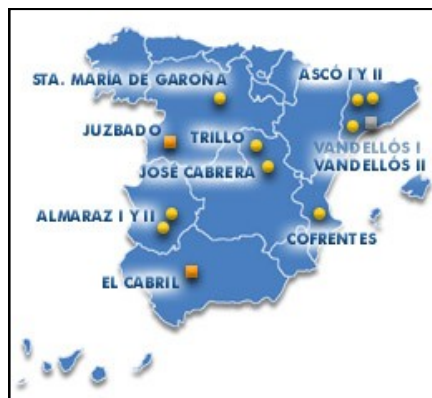 STA. MARÍA DE GAROÑA
ASCÓ I Y II
JUZBADO
TRILLO
JOSÉ CABRERA
VANDELLÓS I
VANDELLÓS II
ALMARAZ I Y II
COFRENTES
EL CABRIL